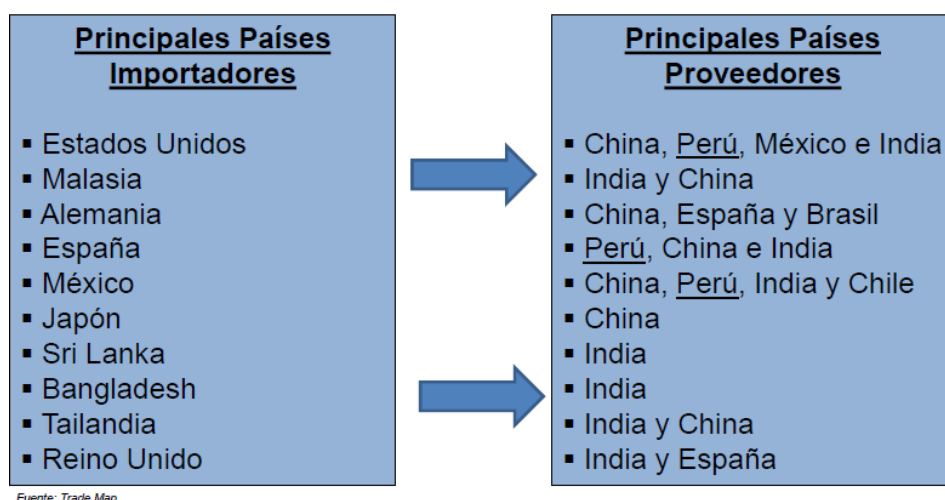 Principales Países
Importadores
▪ Estados Unidos
▪ Malasia
▪ Alemania
▪ España
▪ México
▪ Japón
▪ Sri Lanka
▪ Bangladesh
▪ Tailandia
▪ Reino Unido
Principales Países
Proveedores
▪ China, Perú, México e India
▪ India y China
▪ China, España y Brasil
▪ Perú, China e India
▪ China, Perú, India y Chile
▪ China
▪ India
▪ India
▪ India y China
▪ India y España
Fuente: Trade Map